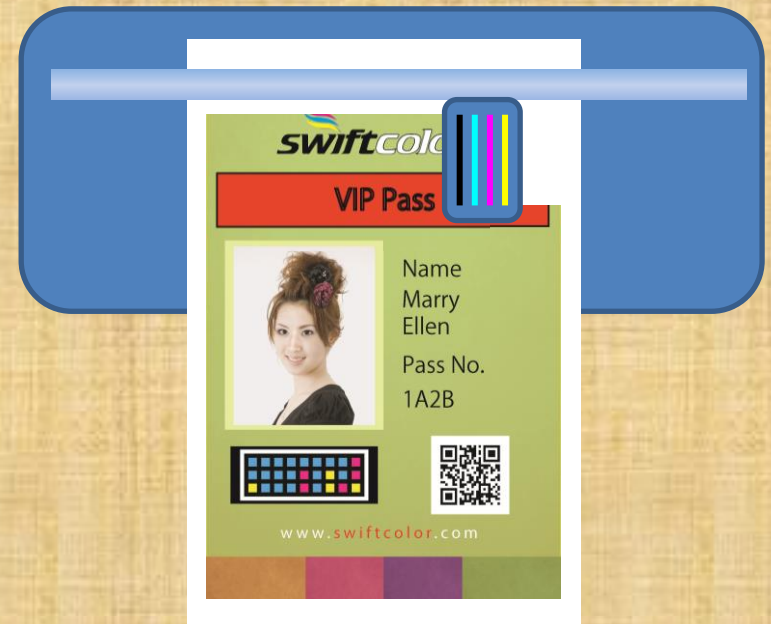 swiftcolo
VIP Pass
Name
Marry
Ellen
Pass No.
1A2B
www.swiftcolor.com